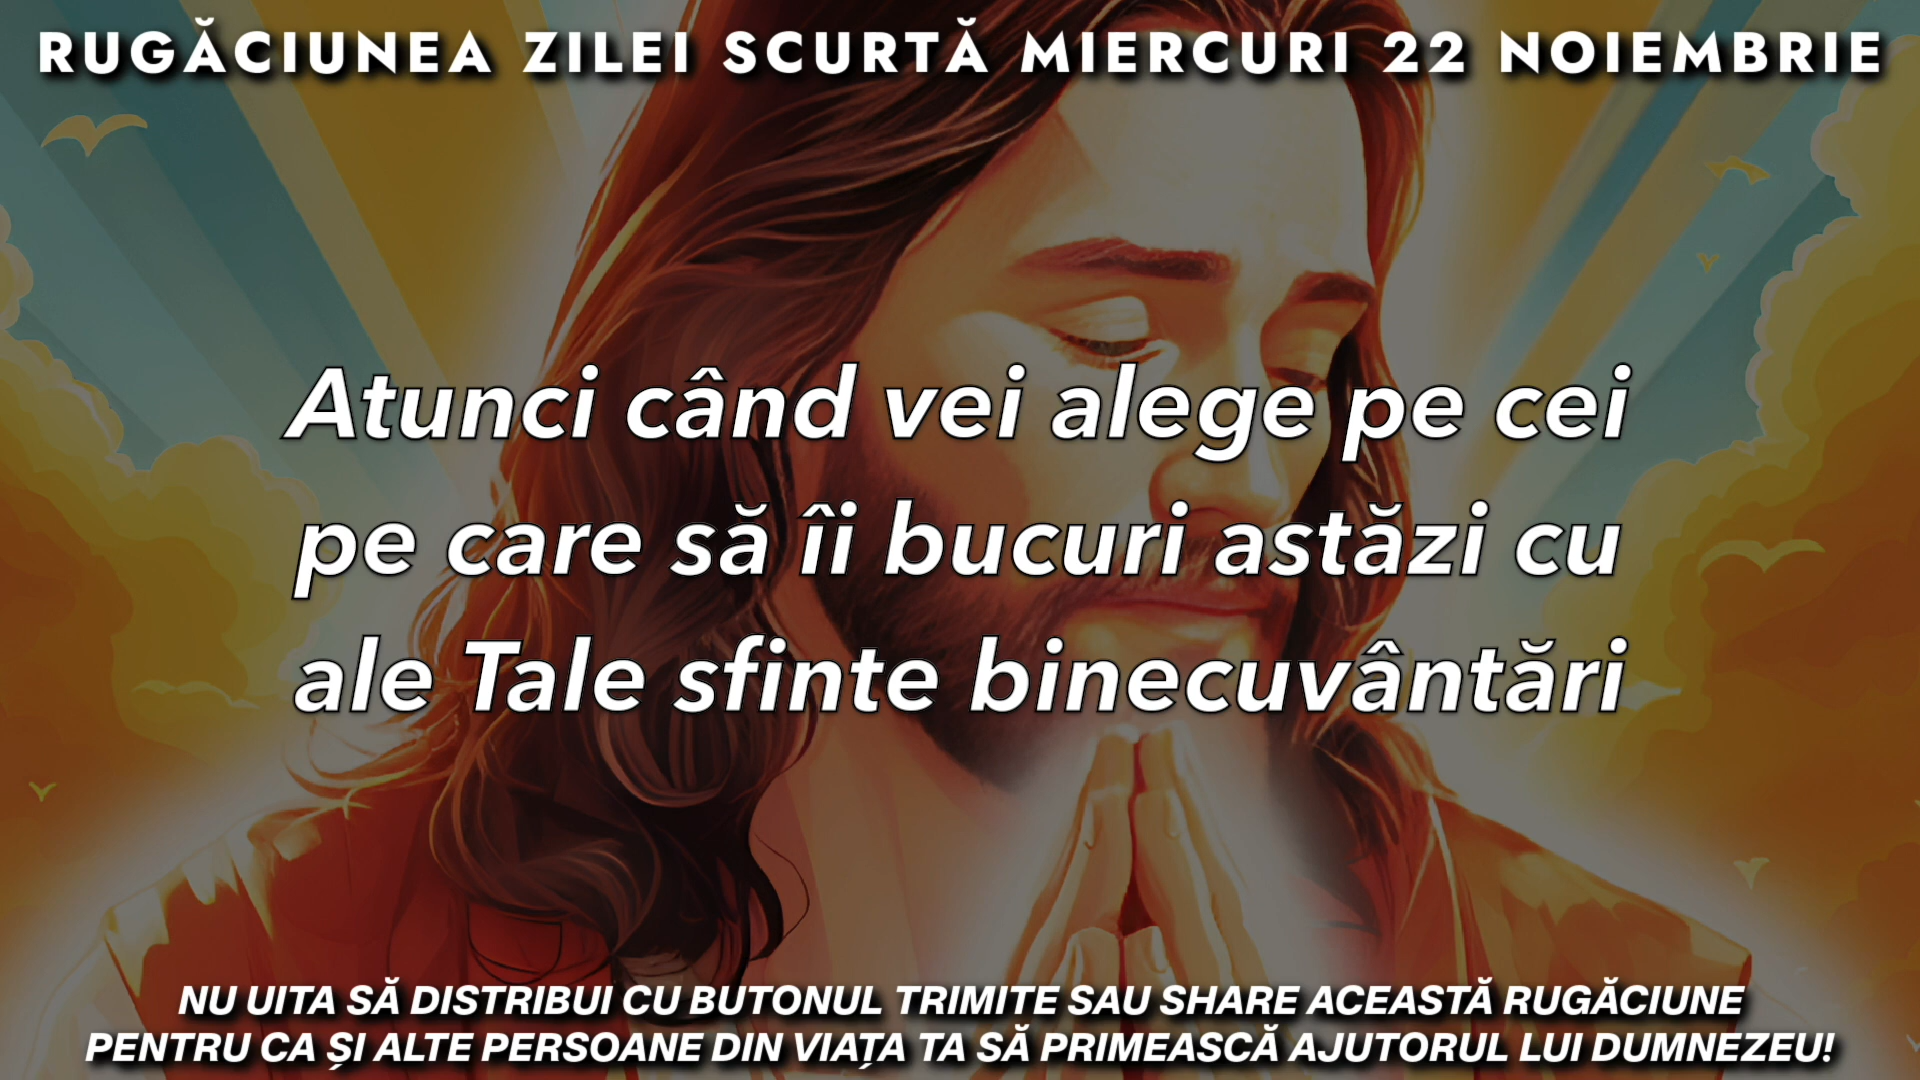 RUGĂCIUNEA ZILEI SCURTĂ MIERCURI 22 NOIEMBRIE
Atunci când vei alege pe cei
pe care să îi bucuri astăzi cu
ale Tale sfinte binecuvântări
NU UITA SĂ DISTRIBUI CU BUTONUL TRIMITE SAU SHARE ACEASTĂ RUGĂCIUNE
PENTRU CA ȘI ALTE PERSOANE DIN VIAȚA TA SĂ PRIMEASCĂ AJUTORUL LUI DUMNEZEU!